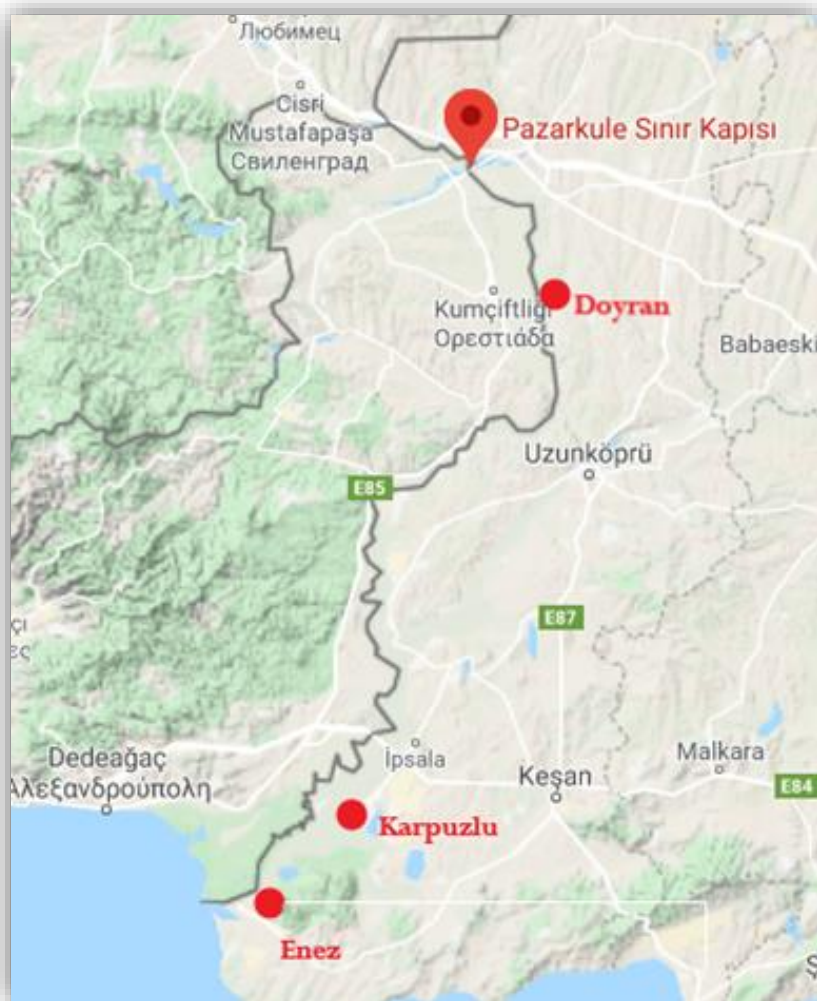 Любимец
Cisri
Mustafapaşa
Свиленград
Pazarkule Sınır Kapısı
Kumçiftliği
Ορεστιάδα
Doyran
Babaeski
Uzunköprü
E85
E87
Dedeağaç
Αλεξανδρούπολη
İpsala
Keşan
Malkara
E84
Karpuzlu
Enez